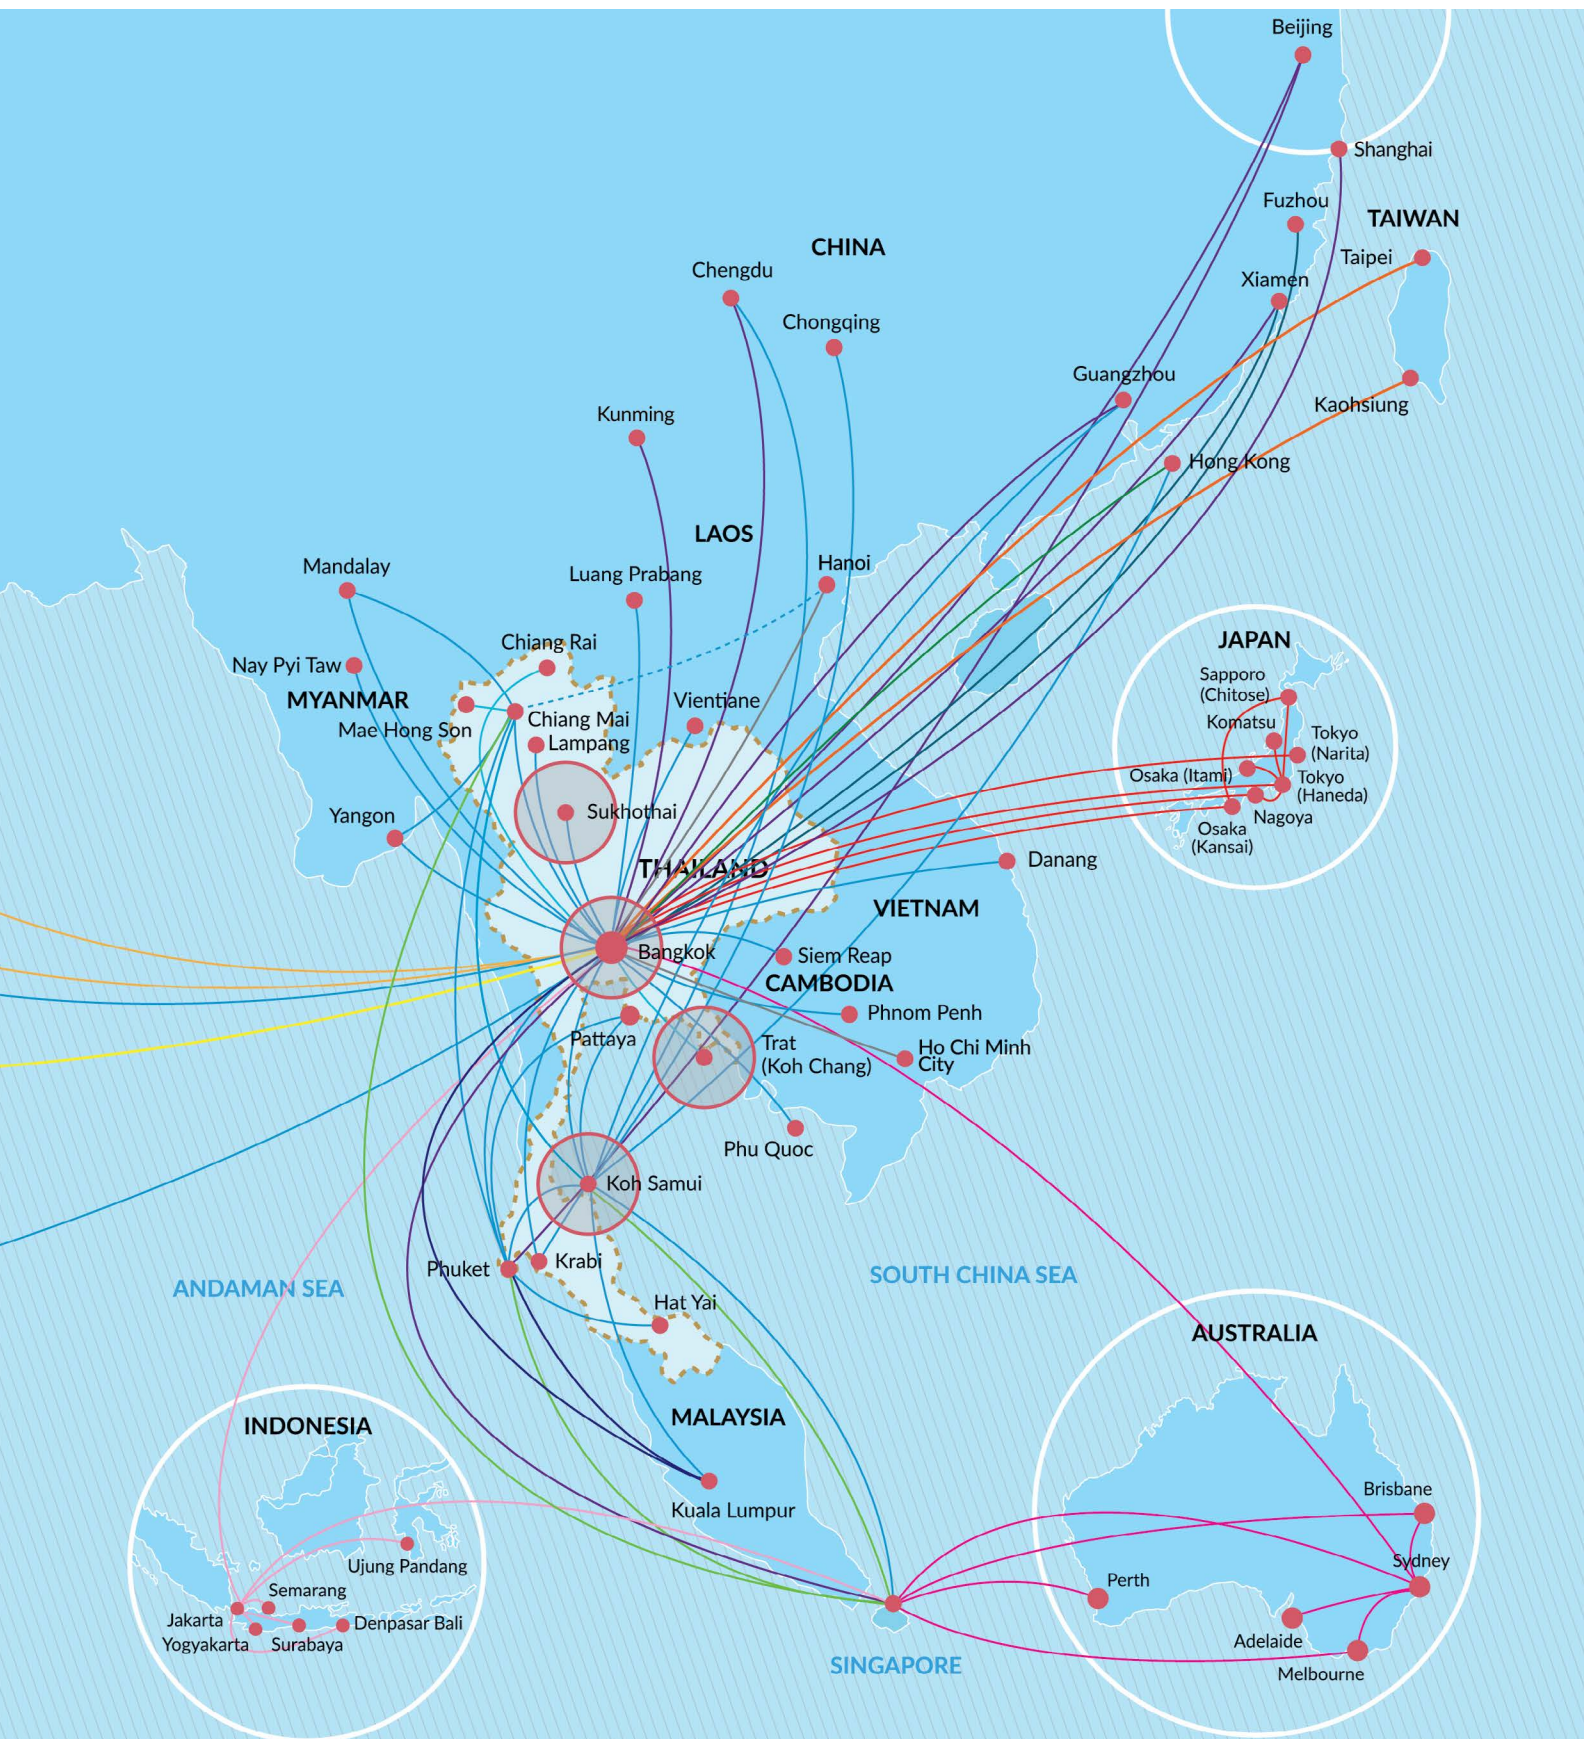 Beijing
Shanghai
Fuzhou
TAIWAN
CHINA
Taipei
Chengdu
Xiamen
Chongqing
Guangzhou
Kaohsiung
Kunming
Hong Kong
LAOS
Hanoi
Mandalay
Luang Prabang
Chiang Rai
JAPAN
Nay Pyi Taw
Sapporo
(Chitose)
MYANMAR
Vientiane
Mae Hong Son
Chiang Mai
Komatsu
Tokyo
(Narita)
Lampang
Osaka (Itami)
Tokyo
(Haneda)
Yangon
Sukhothai
Nagoya
Osaka
(Kansai)
THAILAND
Danang
VIETNAM
Bangkok
Siem Reap
CAMBODIA
Phnom Penh
Pattaya
Trat
(Koh Chang)
Ho Chi Minh
City
Phu Quoc
Koh Samui
Phuket
Krabi
ANDAMAN SEA
SOUTH CHINA SEA
Hat Yai
AUSTRALIA
INDONESIA
MALAYSIA
Brisbane
Kuala Lumpur
Ujung Pandang
Sydney
Perth
Semarang
Jakarta
Denpasar Bali
Yogyakarta
Surabaya
Adelaide
SINGAPORE
Melbourne